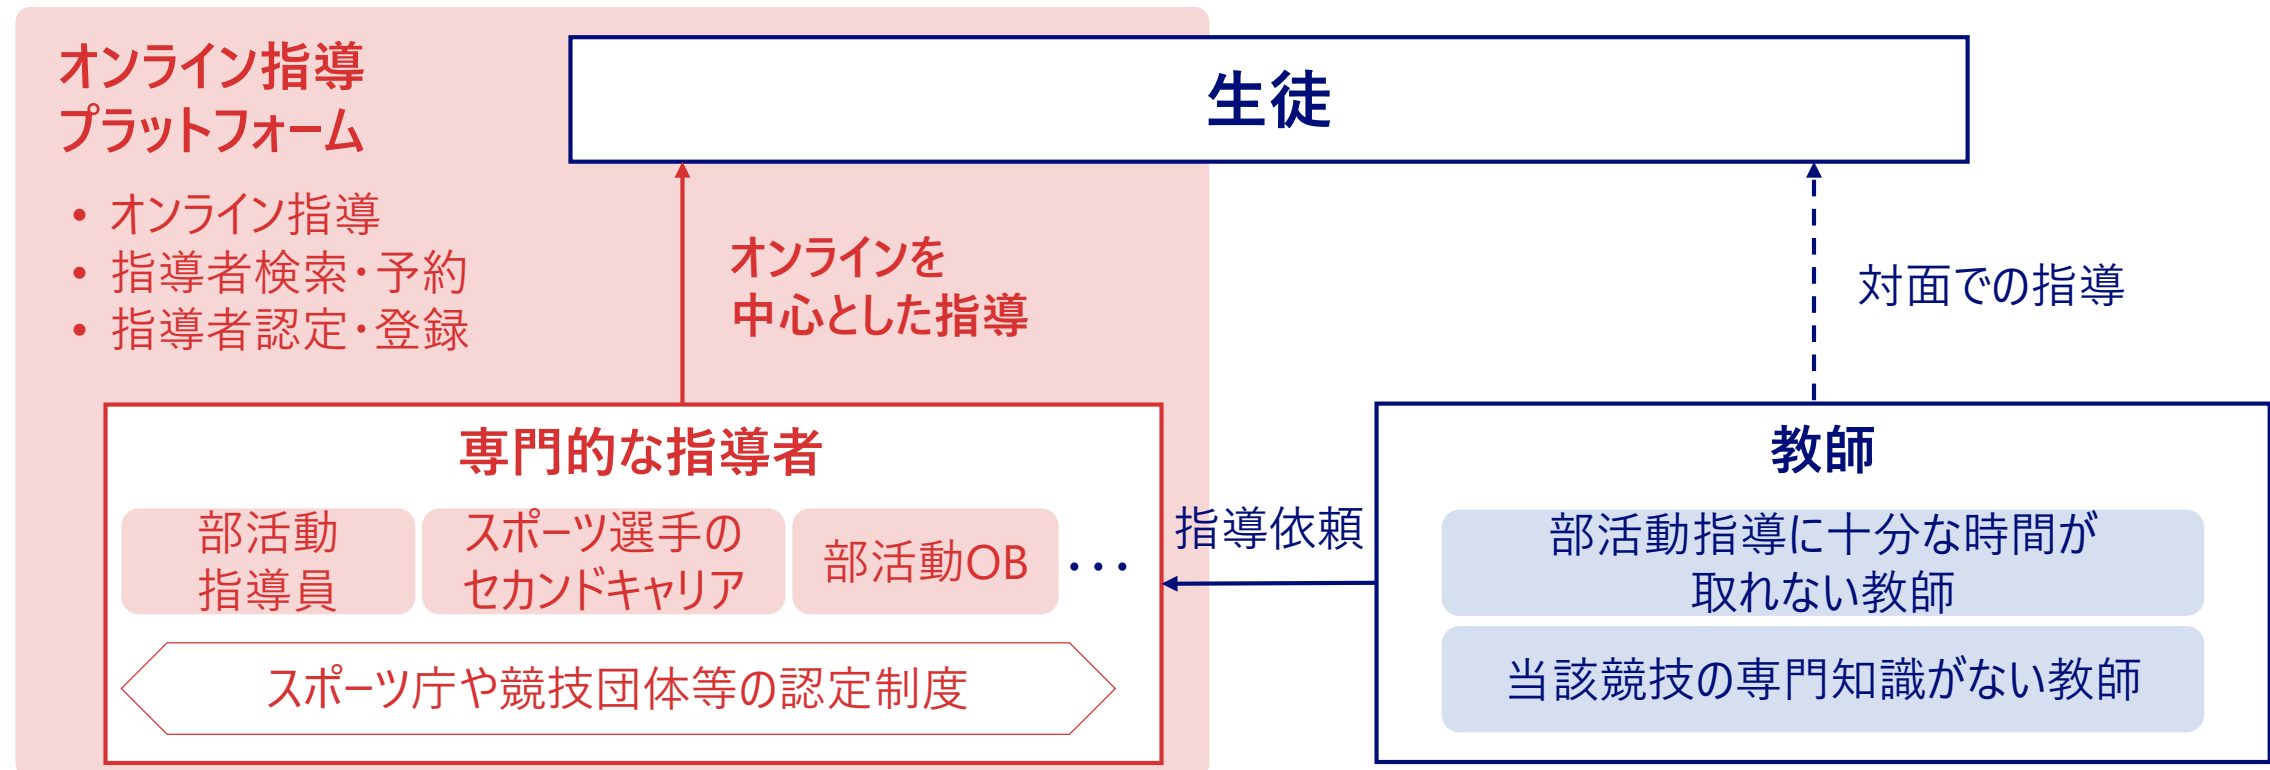 オンライン指導
プラットフォーム
• オンライン指導
• 指導者検索・予約
• 指導者認定・登録
生徒
オンラインを
中心とした指導
対面での指導
専門的な指導者
部活動
指導員
スポーツ選手の
セカンドキャリア
部活動OB
・・・
スポーツ庁や競技団体等の認定制度
指導依頼
教師
部活動指導に十分な時間が
取れない教師
当該競技の専門知識がない教師